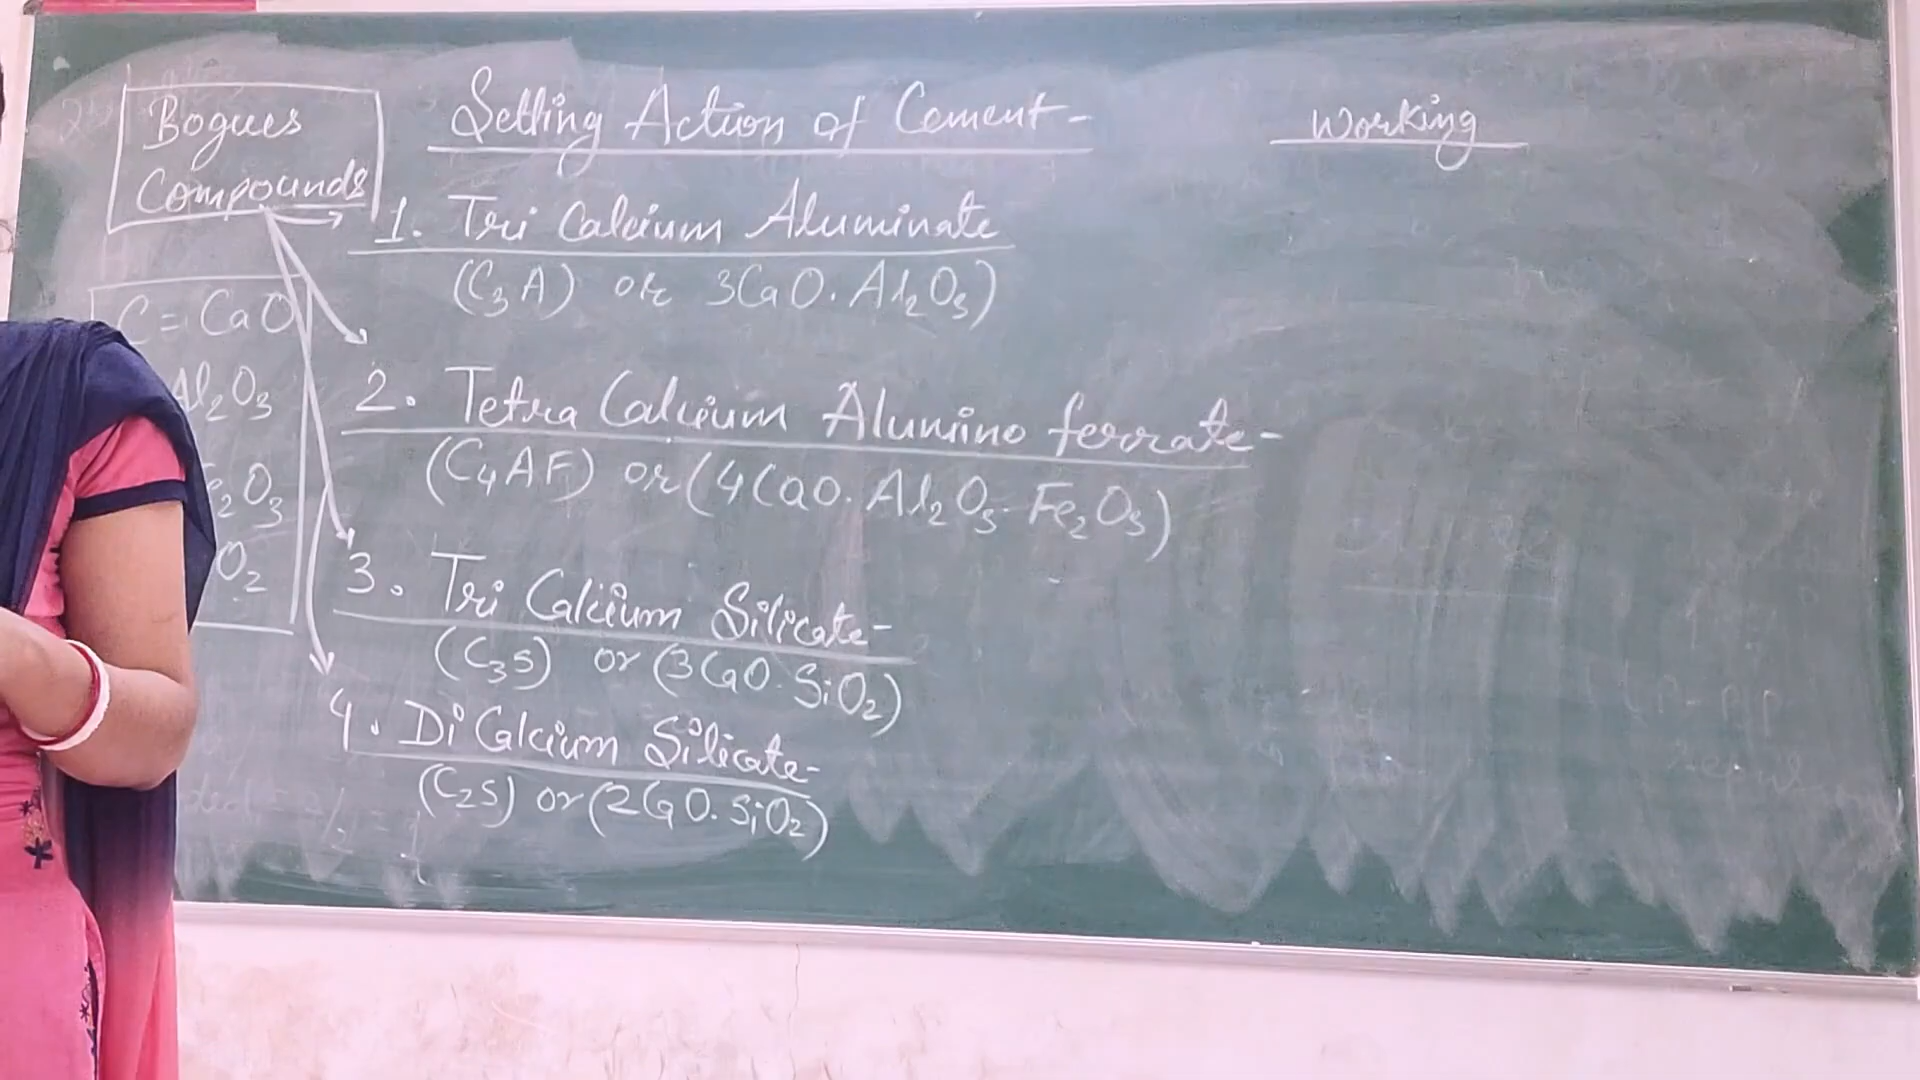 Bogues
Compounds
C = CaO
Al2O3
e2O3
O2
Setting Action of Cement-
1. Tri Calcium Aluminate
(C3A) or 3CaO.Al2O3)
2. Tetra Calcium Alumino ferrate-
(C4AF) or (4CaO.Al2O3.Fe2O3)
3. Tri Calcium Silicate-
(C3S) or (3CaO.SiO2)
4. Di Calcium Silicate-
(C2S) or (2CaO.SiO2)
Working